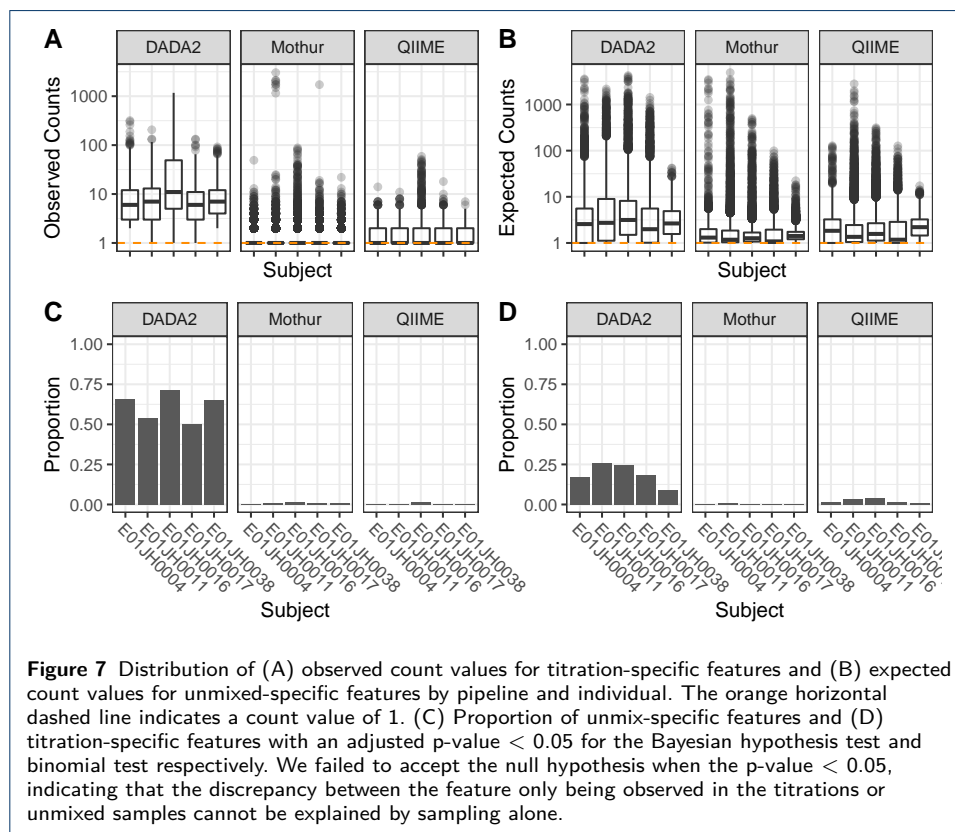 A
DADA2 Mothur QIIME
Observed Counts
1000
100
10
1
Subject
B
DADA2 Mothur QIIME
Expected Counts
1000
100
10
1
Subject
C
DADA2 Mothur QIIME
Proportion
1.00
0.75
0.50
0.25
0.00
E01JH0004 E01JH0011 E01JH0016 E01JH0017 E01JH0038
E01JH0004 E01JH0011 E01JH0016 E01JH0017 E01JH0038
E01JH0004 E01JH0011 E01JH0016 E01JH0017 E01JH0038
Subject
D
DADA2 Mothur QIIME
Proportion
1.00
0.75
0.50
0.25
0.00
E01JH0004 E01JH0011 E01JH0016 E01JH0017 E01JH0038
E01JH0004 E01JH0011 E01JH0016 E01JH0017 E01JH0038
E01JH0004 E01JH0011 E01JH0016 E01JH0017 E01JH
Subject
Figure 7 Distribution of (A) observed count values for titration-specific features and (B) expected
count values for unmixed-specific features by pipeline and individual. The orange horizontal
dashed line indicates a count value of 1. (C) Proportion of unmix-specific features and (D)
titration-specific features with an adjusted p-value < 0.05 for the Bayesian hypothesis test and
binomial test respectively. We failed to accept the null hypothesis when the p-value < 0.05,
indicating that the discrepancy between the feature only being observed in the titrations or
unmixed samples cannot be explained by sampling alone.